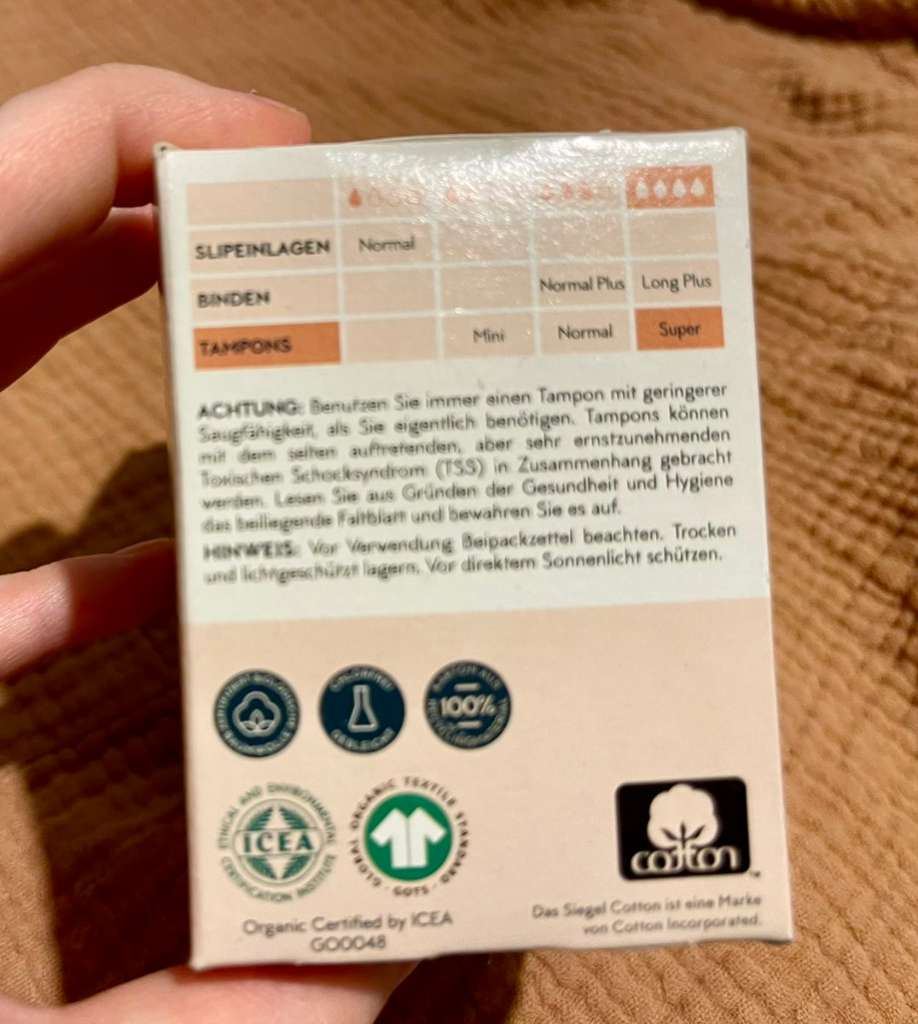 SLIPEINLAGEN Normal
BINDEN Normal Plus Long Plus
TAMPONS Mini Normal Super
ACHTUNG: Benutzen Sie immer einen Tampon mit geringerer
Saugfähigkeit, als Sie eigentlich benötigen. Tampons können
mit dem selten auftretenden, aber sehr ernstzunehmenden
Toxischen Schocksyndrom (TSS) in Zusammenhang gebracht
werden. Lesen Sie aus Gründen der Gesundheit und Hygiene
das beiliegende Faltblatt und bewahren Sie es auf.
HINWEIS: Vor Verwendung Beipackzettel beachten. Trocken
und lichtgeschützt lagern. Vor direktem Sonnenlicht schützen.
100%
ETHICAL AND ENVIRONMENTAL
ICEA
CERTIFICATION INSTITUTE
GLOBAL ORGANIC TEXTILE STANDARD
· GOTS ·
cotton
™
Organic Certified by ICEA
GO0048
Das Siegel Cotton ist eine Marke
von Cotton Incorporated.